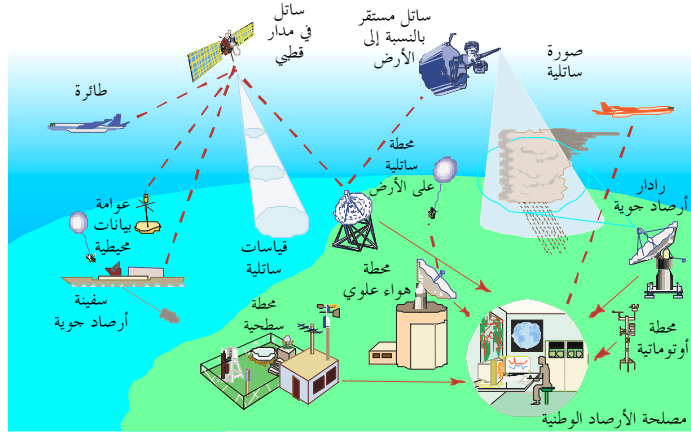 ساتل مستقر
بالنسبة إلى
الأرض
ساتل
في مدار
قطبي
صورة
ساتلية
طائرة
محطة
ساتلية
على الأرض
رادار
أرصاد جوية
عوامة
بيانات
محيطية
قياسات
ساتلية
سفينة
أرصاد جوية
محطة
هواء علوي
محطة
سطحية
محطة
أوتوماتية
مصلحة الأرصاد الوطنية